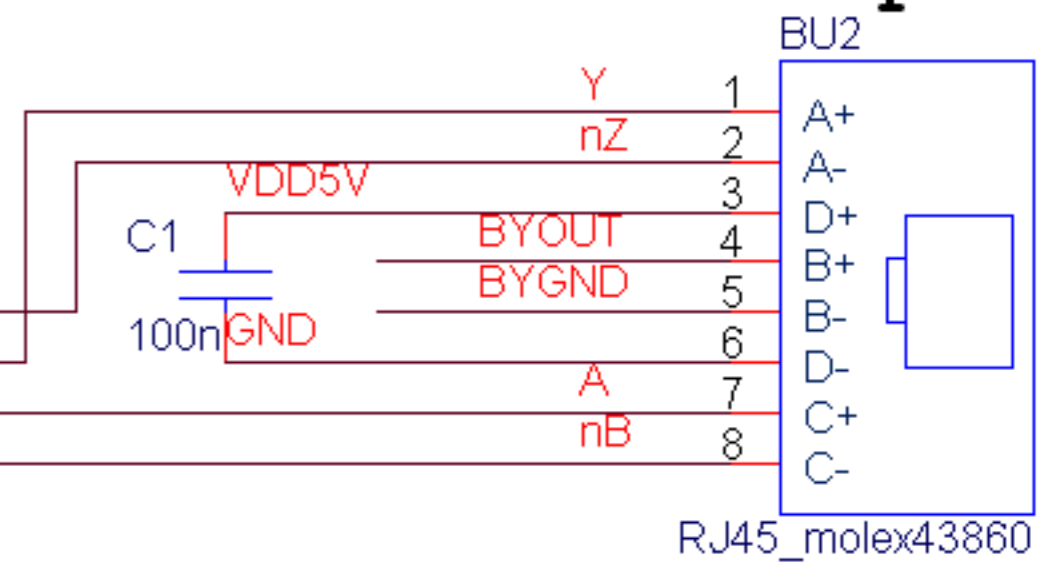 BU2
Y
1
A+
nZ
2
A-
VDD5V
3
D+
C1
BYOUT
4
B+
BYGND
5
B-
100n
GND
6
D-
A
7
C+
nB
8
C-
RJ45_molex43860